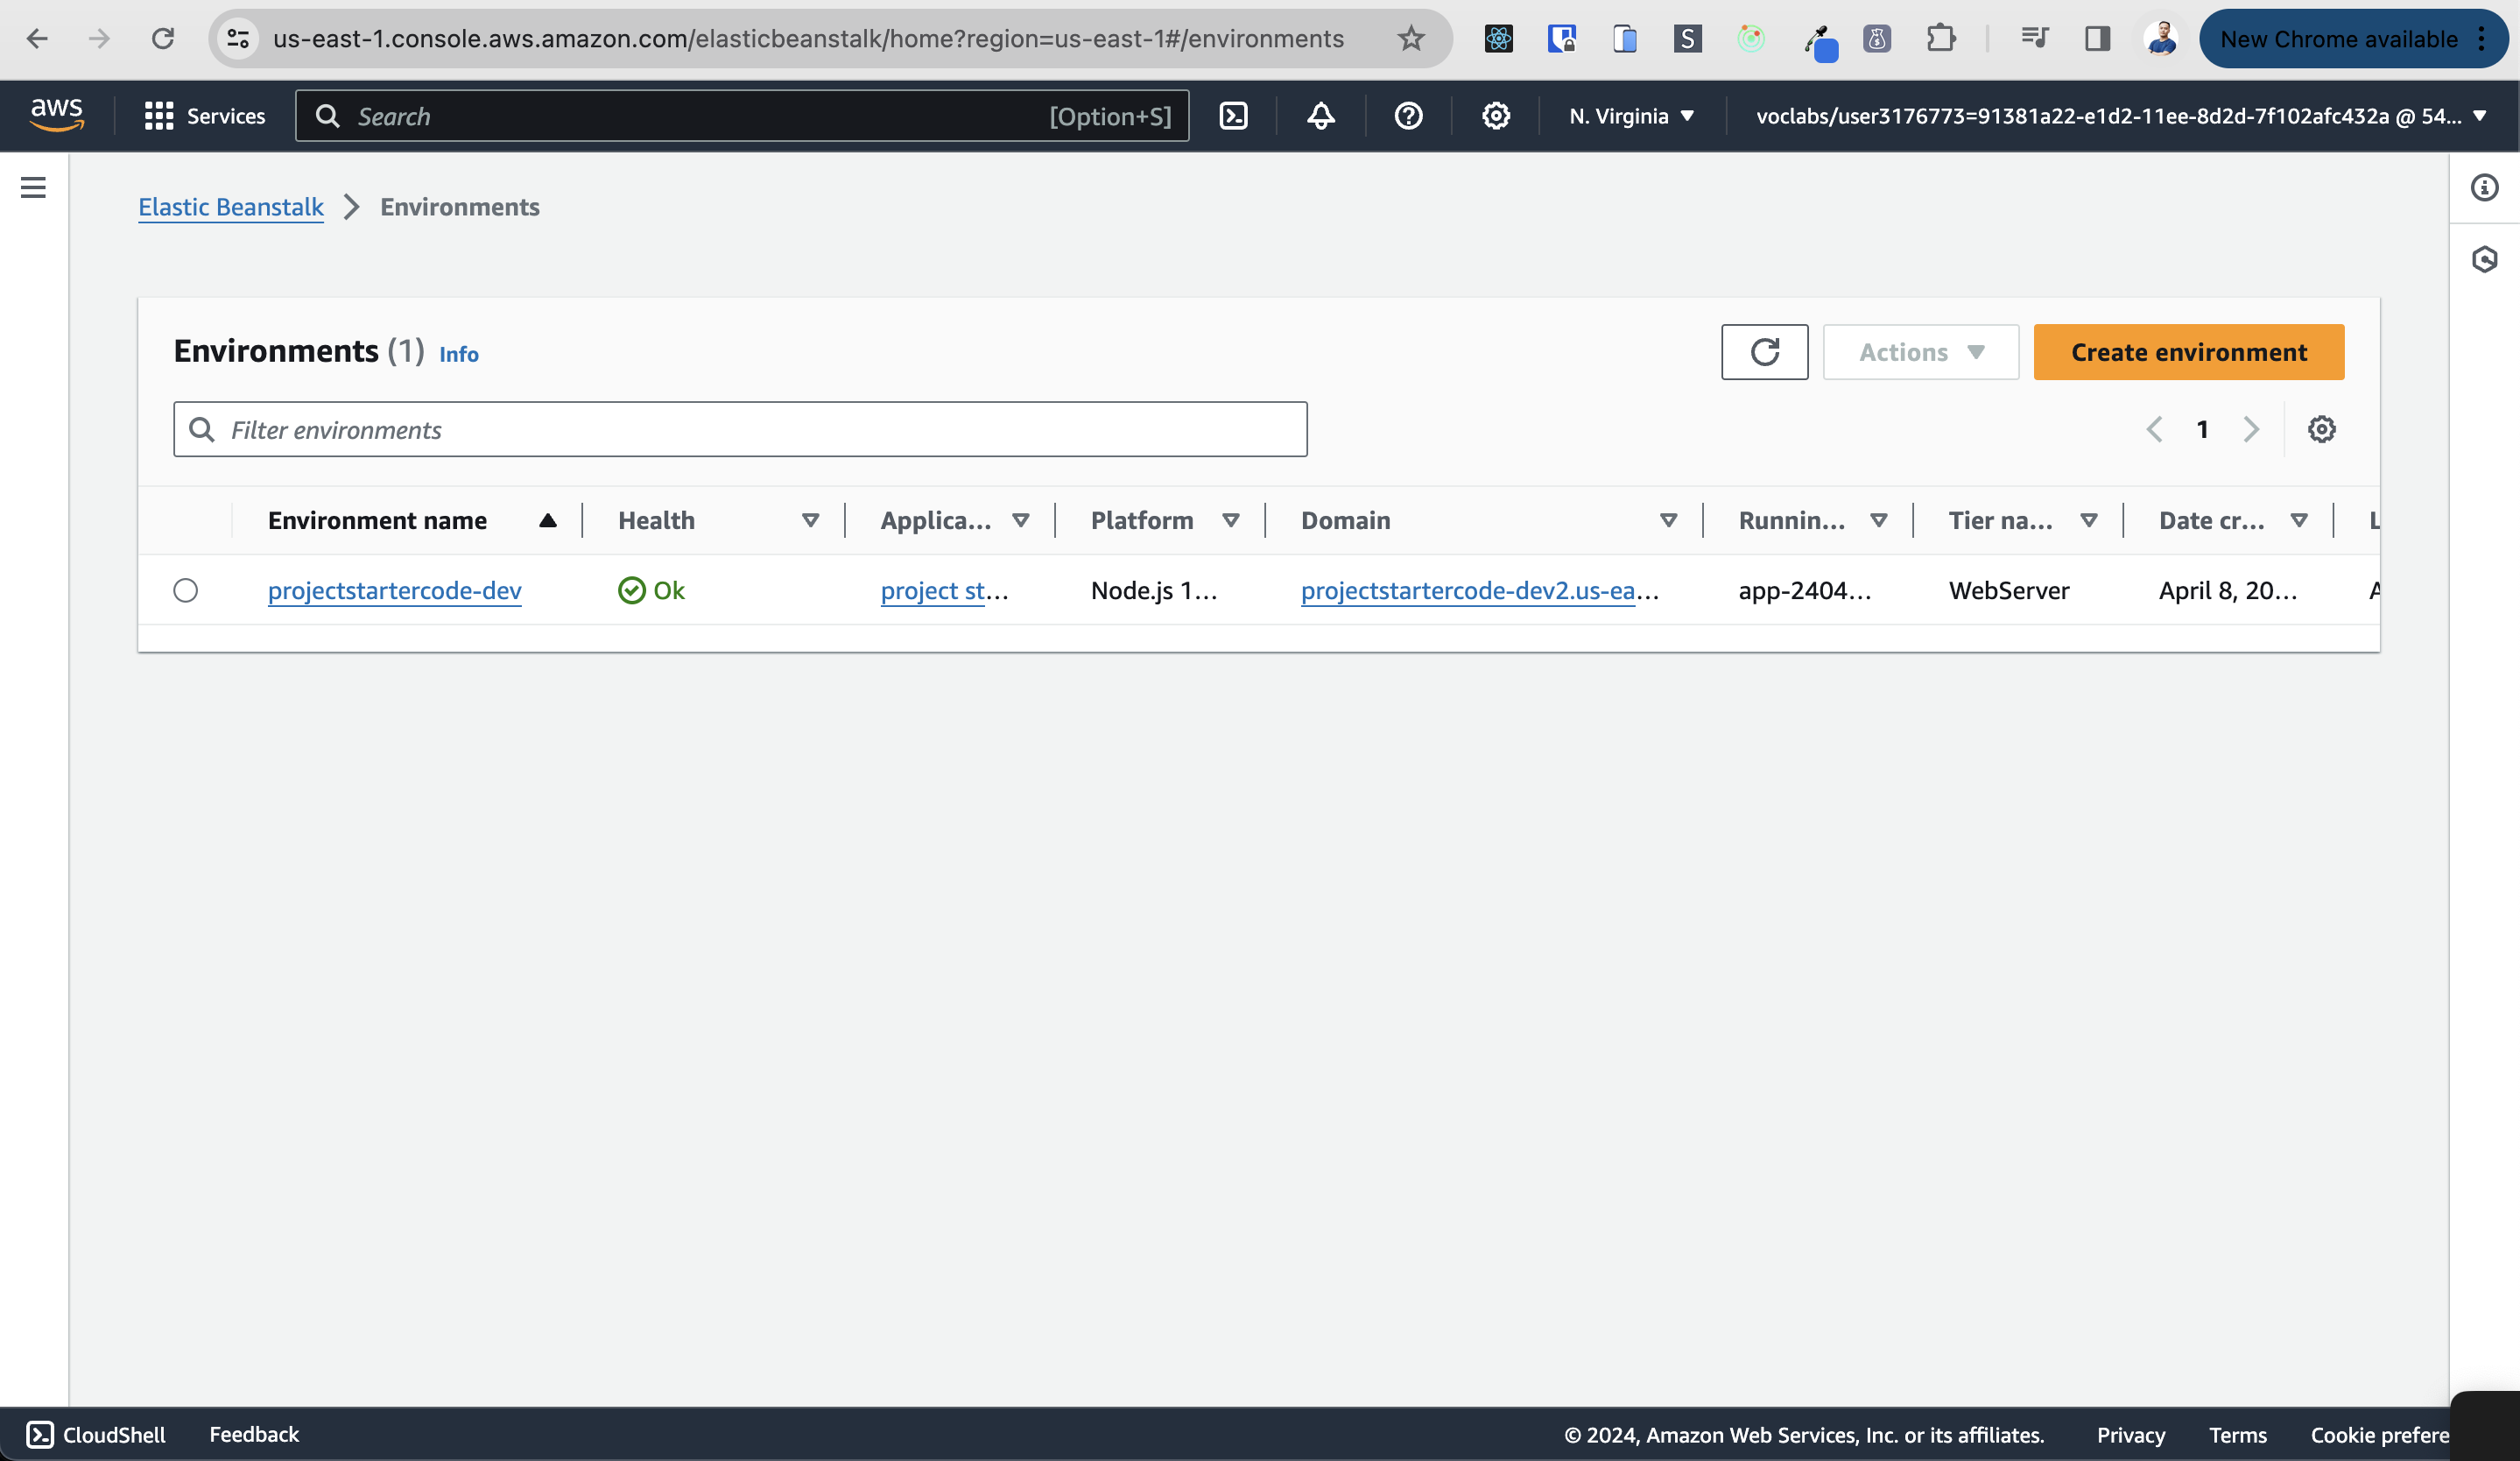 us-east-1.console.aws.amazon.com/elasticbeanstalk/home?region=us-east-1#/environments
S
New Chrome available
aws
Services
Search
[Option+S]
N. Virginia
voclabs/user3176773=91381a22-e1d2-11ee-8d2d-7f102afc432a @ 54...
Elastic Beanstalk
Environments
Environments (1) Info
Actions
Create environment
Filter environments
1
Environment name
Health
Applica...
Platform
Domain
Runnin...
Tier na...
Date cr...
L
projectstartercode-dev
Ok
project st...
Node.js 1...
projectstartercode-dev2.us-ea...
app-2404...
WebServer
April 8, 20...
A
CloudShell
Feedback
© 2024, Amazon Web Services, Inc. or its affiliates.
Privacy
Terms
Cookie prefere